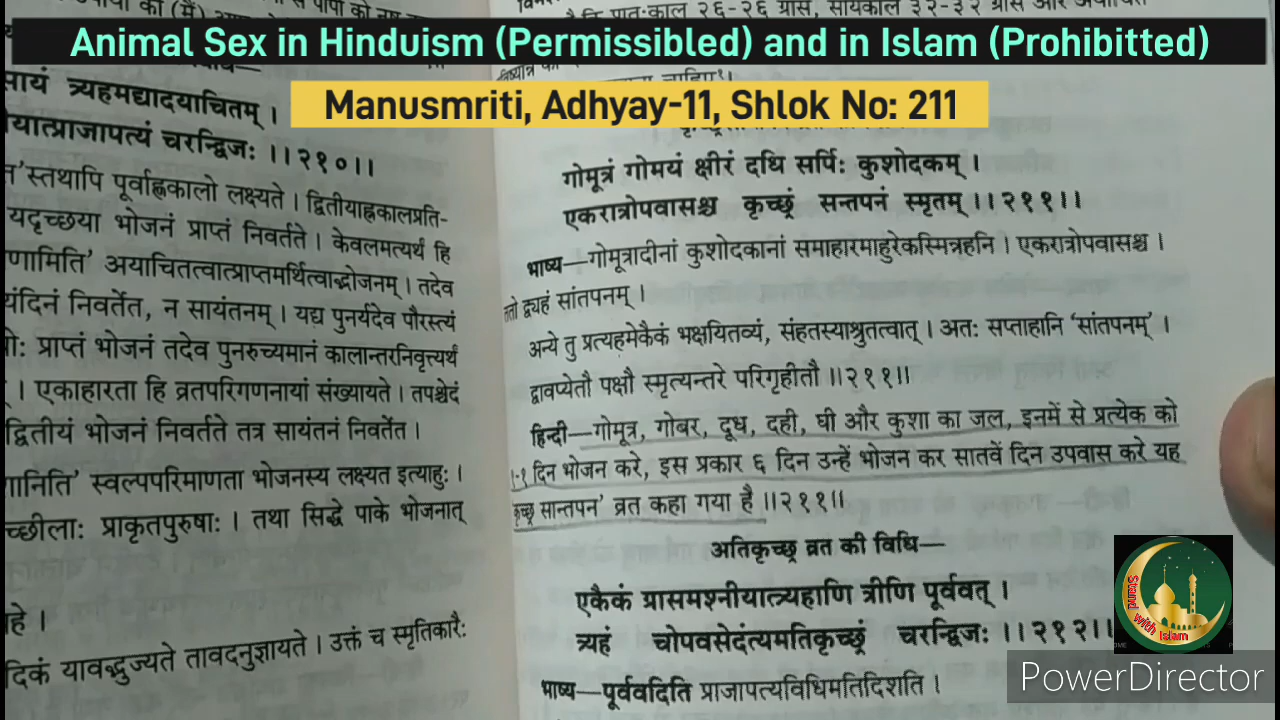 Animal Sex in Hinduism (Permissibled) and in Islam (Prohibitted)
Manusmriti, Adhyay-11, Shlok No: 211
सायं त्र्यहमद्यादयाचितम् ।
चरन्द्विजः ।।२१०।।
पूर्वाह्णकालो लक्ष्यते । द्वितीयाह्नकालप्रति-
यदृच्छया भोजनं प्राप्तं निवर्तते । केवलमत्यर्थं हि
अयाचितत्वात्प्राप्तमर्थित्वाद्भोजनम् । तदेव
निवर्तेत, न सायंतनम् । यद्य पुनर्यदेव पौरस्त्यं
प्राप्तं भोजनं तदेव पुनरुच्यमानं कालान्तरनिवृत्त्यर्थं
। एकाहारता हि व्रतपरिगणनायां संख्यायते । तपश्चेदं
द्वितीयं भोजनं निवर्तते तत्र सायंतनं निवर्तेत ।
स्वल्पपरिमाणता भोजनस्य लक्ष्यत इत्याहुः ।
प्राकृतपुरुषाः । तथा सिद्धे पाके भोजनात्
यावद्भुज्यते तावदनुज्ञायते । उक्तं च स्मृतिकारैः
गोमूत्रं गोमयं क्षीरं दधि सर्पिः कुशोदकम् ।
एकरात्रोपवासश्च कृच्छ्रं सन्तपनं स्मृतम् ।।२११।।
भाष्य—गोमूत्रादीनां कुशोदकानां समाहारमाहुरेकस्मिन्नहनि । एकरात्रोपवासश्च ।
ततो द्व्यहं सांतपनम् ।
अन्ये तु प्रत्यहमेकैकं भक्षयितव्यं, संहतस्याश्रुतत्वात् । अतः सप्ताहानि ‘सांतपनम्’ ।
द्वावप्येतौ पक्षौ स्मृत्यन्तरे परिगृहीतौ ।।२११।।
हिन्दी—गोमूत्र, गोबर, दूध, दही, घी और कुशा का जल, इनमें से प्रत्येक को
१-१ दिन भोजन करे, इस प्रकार ६ दिन उन्हें भोजन कर सातवें दिन उपवास करे यह
कृच्छ्र सान्तपन’ व्रत कहा गया है ।।२११।।
अतिकृच्छ्र व्रत की विधि—
एकैकं ग्रासमश्नीयात्त्र्यहाणि त्रीणि पूर्ववत् ।
त्र्यहं चोपवसेदंत्यमतिकृच्छ्रं चरन्द्विजः ।।२१२।।
भाष्य—पूर्ववदिति प्राजापत्यविधिमतिदिशति ।
Stand with Islam
PowerDirector